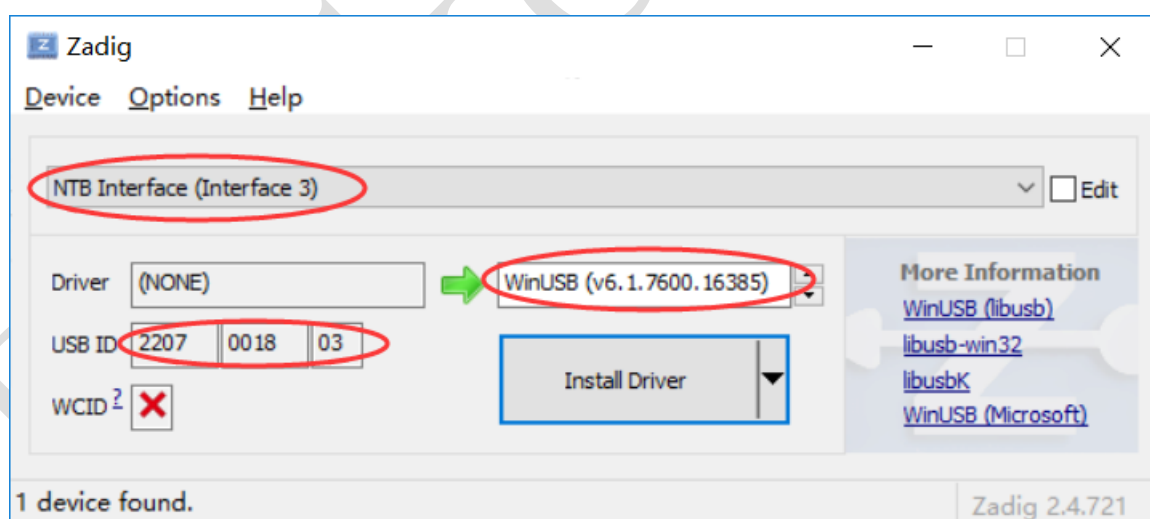 Zadig
Device Options Help
NTB Interface (Interface 3)
Edit
Driver (NONE) WinUSB (v6.1.7600.16385)
USB ID 2207 0018 03
WCID ?
Install Driver
More Information
WinUSB (libusb)
libusb-win32
libusbK
WinUSB (Microsoft)
1 device found.
Zadig 2.4.721